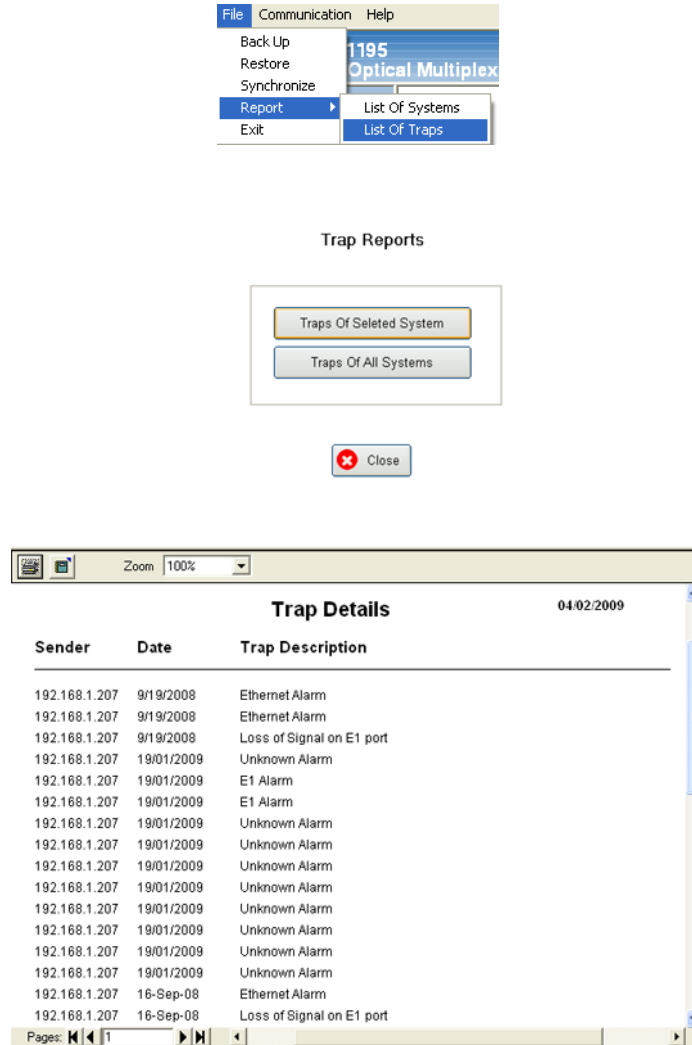 File Communication Help
Back Up
Restore
Synchronize
Report
Exit
1195
Optical Multiplex
List Of Systems
List Of Traps
Trap Reports
Traps Of Seleted System
Traps Of All Systems
Close
Zoom 100%
Trap Details 04/02/2009
Sender Date Trap Description
192.168.1.207 9/19/2008 Ethernet Alarm
192.168.1.207 9/19/2008 Ethernet Alarm
192.168.1.207 9/19/2008 Loss of Signal on E1 port
192.168.1.207 19/01/2009 Unknown Alarm
192.168.1.207 19/01/2009 E1 Alarm
192.168.1.207 19/01/2009 E1 Alarm
192.168.1.207 19/01/2009 Unknown Alarm
192.168.1.207 19/01/2009 Unknown Alarm
192.168.1.207 19/01/2009 Unknown Alarm
192.168.1.207 19/01/2009 Unknown Alarm
192.168.1.207 19/01/2009 Unknown Alarm
192.168.1.207 19/01/2009 Unknown Alarm
192.168.1.207 19/01/2009 Unknown Alarm
192.168.1.207 19/01/2009 Unknown Alarm
192.168.1.207 16-Sep-08 Ethernet Alarm
192.168.1.207 16-Sep-08 Loss of Signal on E1 port
Pages: 1